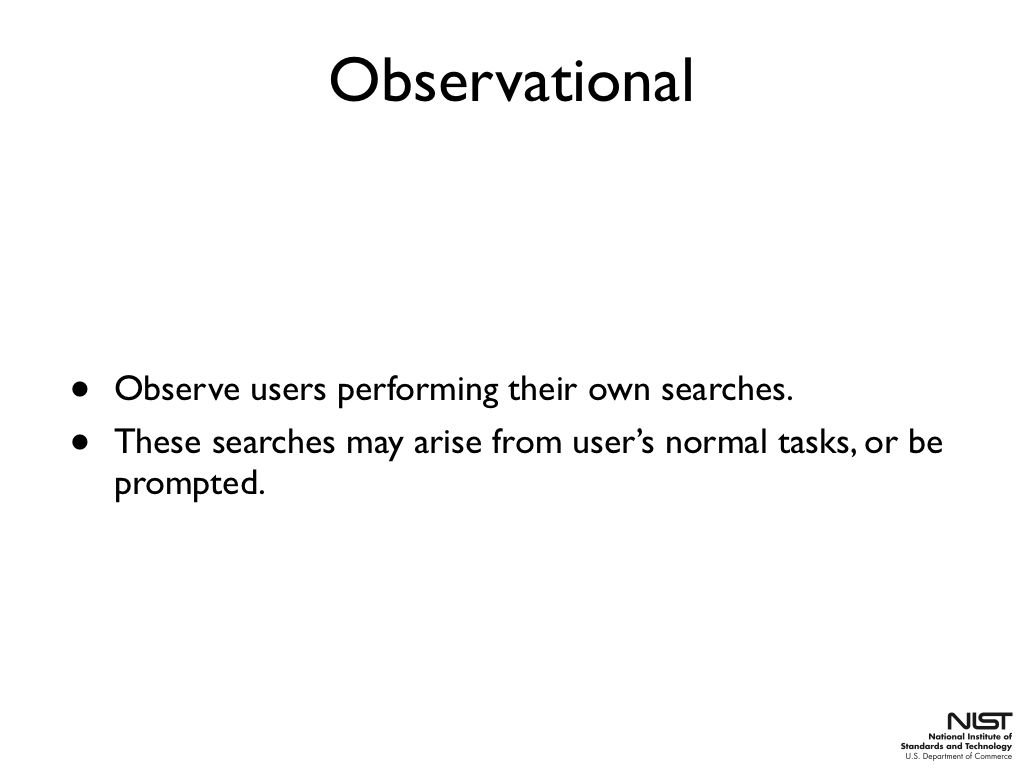 Observational
● Observe users performing their own searches.
● These searches may arise from user’s normal tasks, or be
prompted.
NIST
National Institute of
Standards and Technology
U.S. Department of Commerce